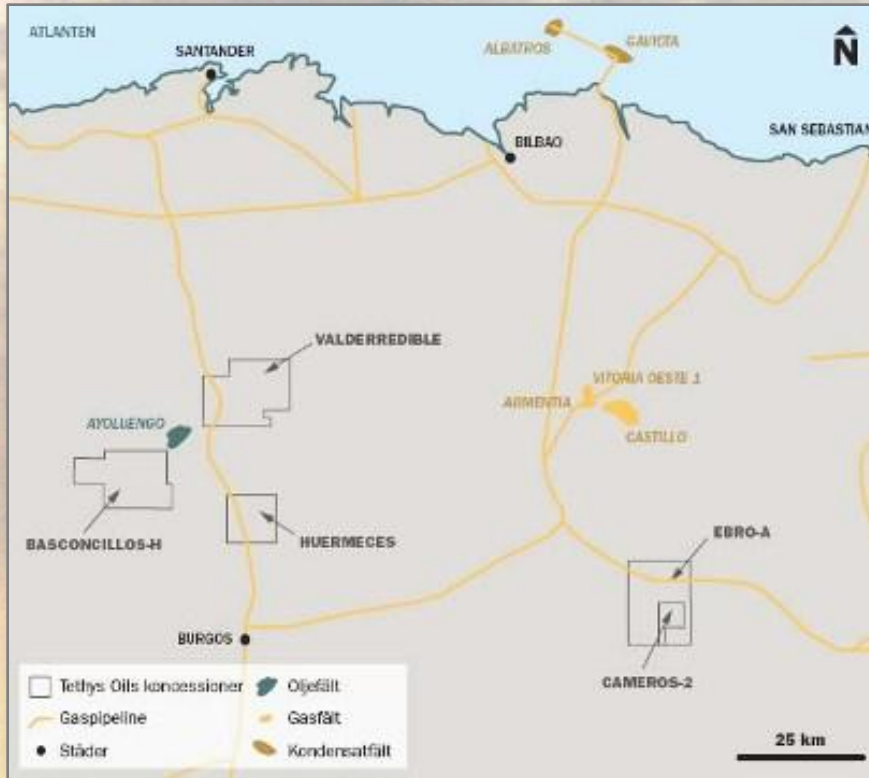 ATLANTEN
SANTANDER
ALBATROS
GAVIOTA
N
BILBAO
SAN SEBASTIAN
VALDERREDIBLE
VITORIA OESTE 1
ARMENTIA
CASTILLO
AYOLUENGO
BASCONCILLOS-H
HUERMECES
EBRO-A
BURGOS
CAMEROS-2
Tethys Oils koncessioner
Oljefält
Gaspipeline
Gasfält
Städer
Kondensatfält
25 km